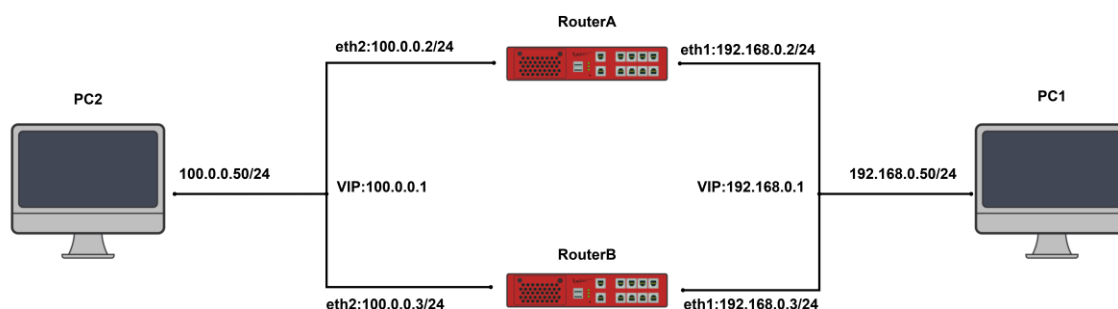 RouterA
eth2:100.0.0.2/24
eth1:192.168.0.2/24
PC2
PC1
100.0.0.50/24
VIP:100.0.0.1
VIP:192.168.0.1
192.168.0.50/24
RouterB
eth2:100.0.0.3/24
eth1:192.168.0.3/24